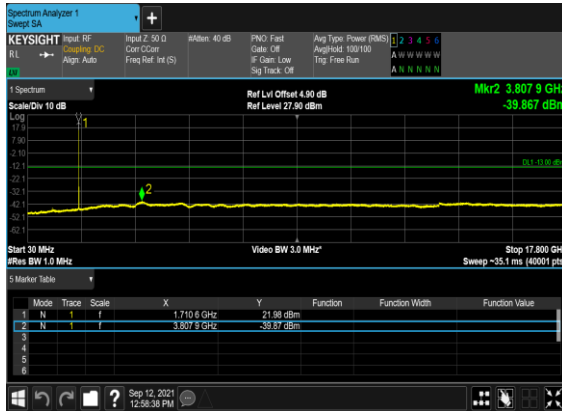 Spectrum Analyzer 1
Swept SA
+
KEYSIGHT
RL
Input: RF
Coupling: DC
Align: Auto
Input Z: 50 Ω
Corr CCorr
Freq Ref: Int (S)
#Atten: 40 dB
PNO: Fast
Gate: Off
IF Gain: Low
Sig Track: Off
Avg Type: Power (RMS)
Avg|Hold: 100/100
Trig: Free Run
1 2 3 4 5 6
A W W W W W
A N N N N N
1 Spectrum
Scale/Div 10 dB
Ref Lvl Offset 4.90 dB
Ref Level 27.90 dBm
Mkr2 3.807 9 GHz
-39.867 dBm
Log
17.9
7.90
-2.10
-12.1
-22.1
-32.1
-42.1
-52.1
-62.1
1
2
DL1 -13.00 dBm
Start 30 MHz
#Res BW 1.0 MHz
Video BW 3.0 MHz*
Stop 17.800 GHz
Sweep ~35.1 ms (40001 pts)
5 Marker Table
Mode Trace Scale X Y Function Function Width Function Value
1 N 1 f 1.710 6 GHz 21.98 dBm
2 N 1 f 3.807 9 GHz -39.87 dBm
3
4
5
6
?
Sep 12, 2021
12:58:38 PM